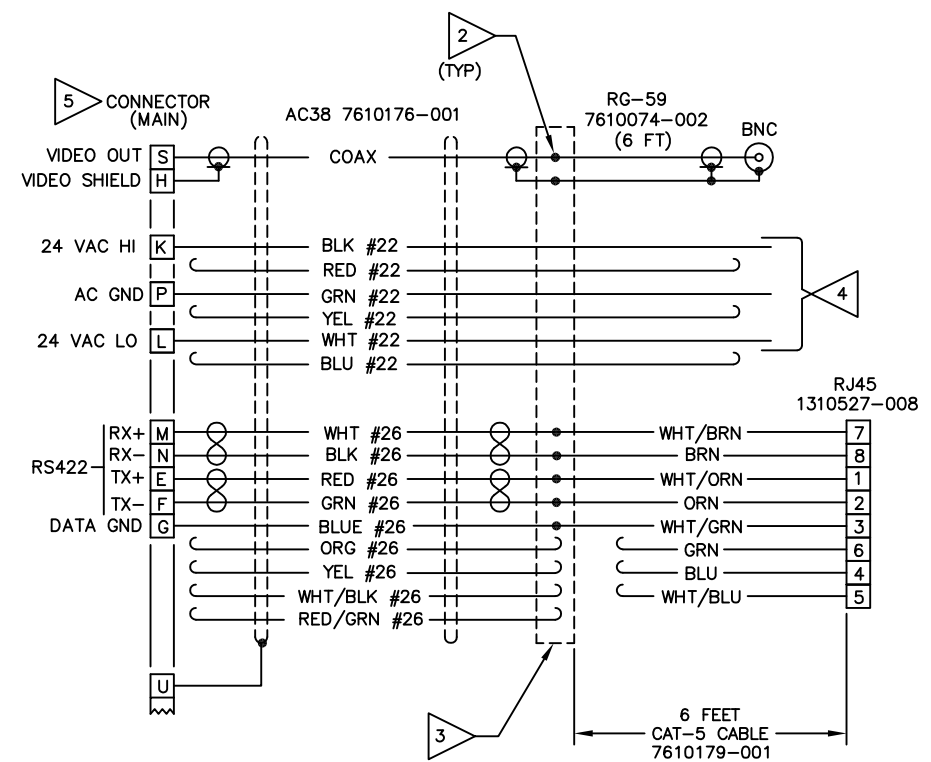 2
(TYP)
5
CONNECTOR
(MAIN)
AC38 7610176-001
RG-59
7610074-002
(6 FT)
BNC
VIDEO OUT S COAX
VIDEO SHIELD H
24 VAC HI K BLK #22
RED #22
AC GND P GRN #22
4
YEL #22
24 VAC LO L WHT #22
BLU #22
RJ45
1310527-008
RS422
RX+ M WHT #26 WHT/BRN 7
RX- N BLK #26 BRN 8
TX+ E RED #26 WHT/ORN 1
TX- F GRN #26 ORN 2
DATA GND G BLUE #26 WHT/GRN 3
ORG #26 GRN 6
YEL #26 BLU 4
WHT/BLK #26 WHT/BLU 5
RED/GRN #26
U
3
6 FEET
CAT-5 CABLE
7610179-001